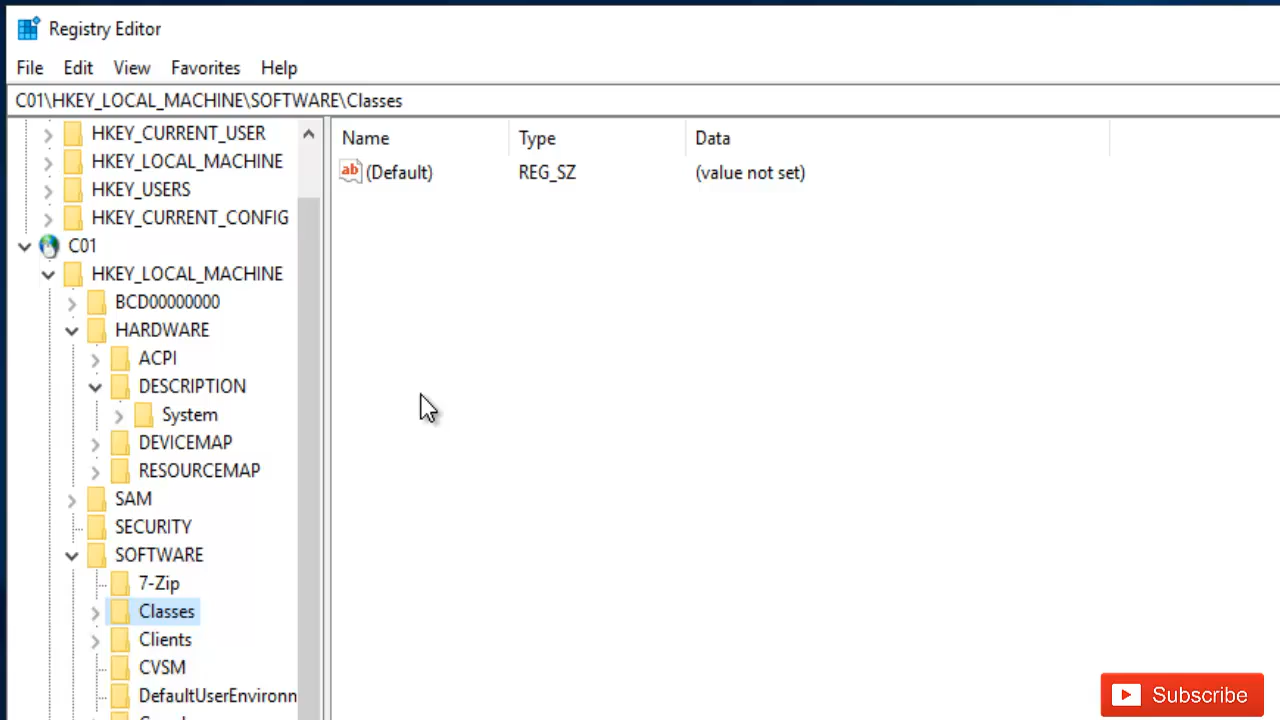 Registry Editor
File Edit View Favorites Help
C01\HKEY_LOCAL_MACHINE\SOFTWARE\Classes
HKEY_CURRENT_USER
HKEY_LOCAL_MACHINE
HKEY_USERS
HKEY_CURRENT_CONFIG
C01
HKEY_LOCAL_MACHINE
BCD00000000
HARDWARE
ACPI
DESCRIPTION
System
DEVICEMAP
RESOURCEMAP
SAM
SECURITY
SOFTWARE
7-Zip
Classes
Clients
CVSM
DefaultUserEnvironn
Name Type Data
ab (Default) REG_SZ (value not set)
Subscribe